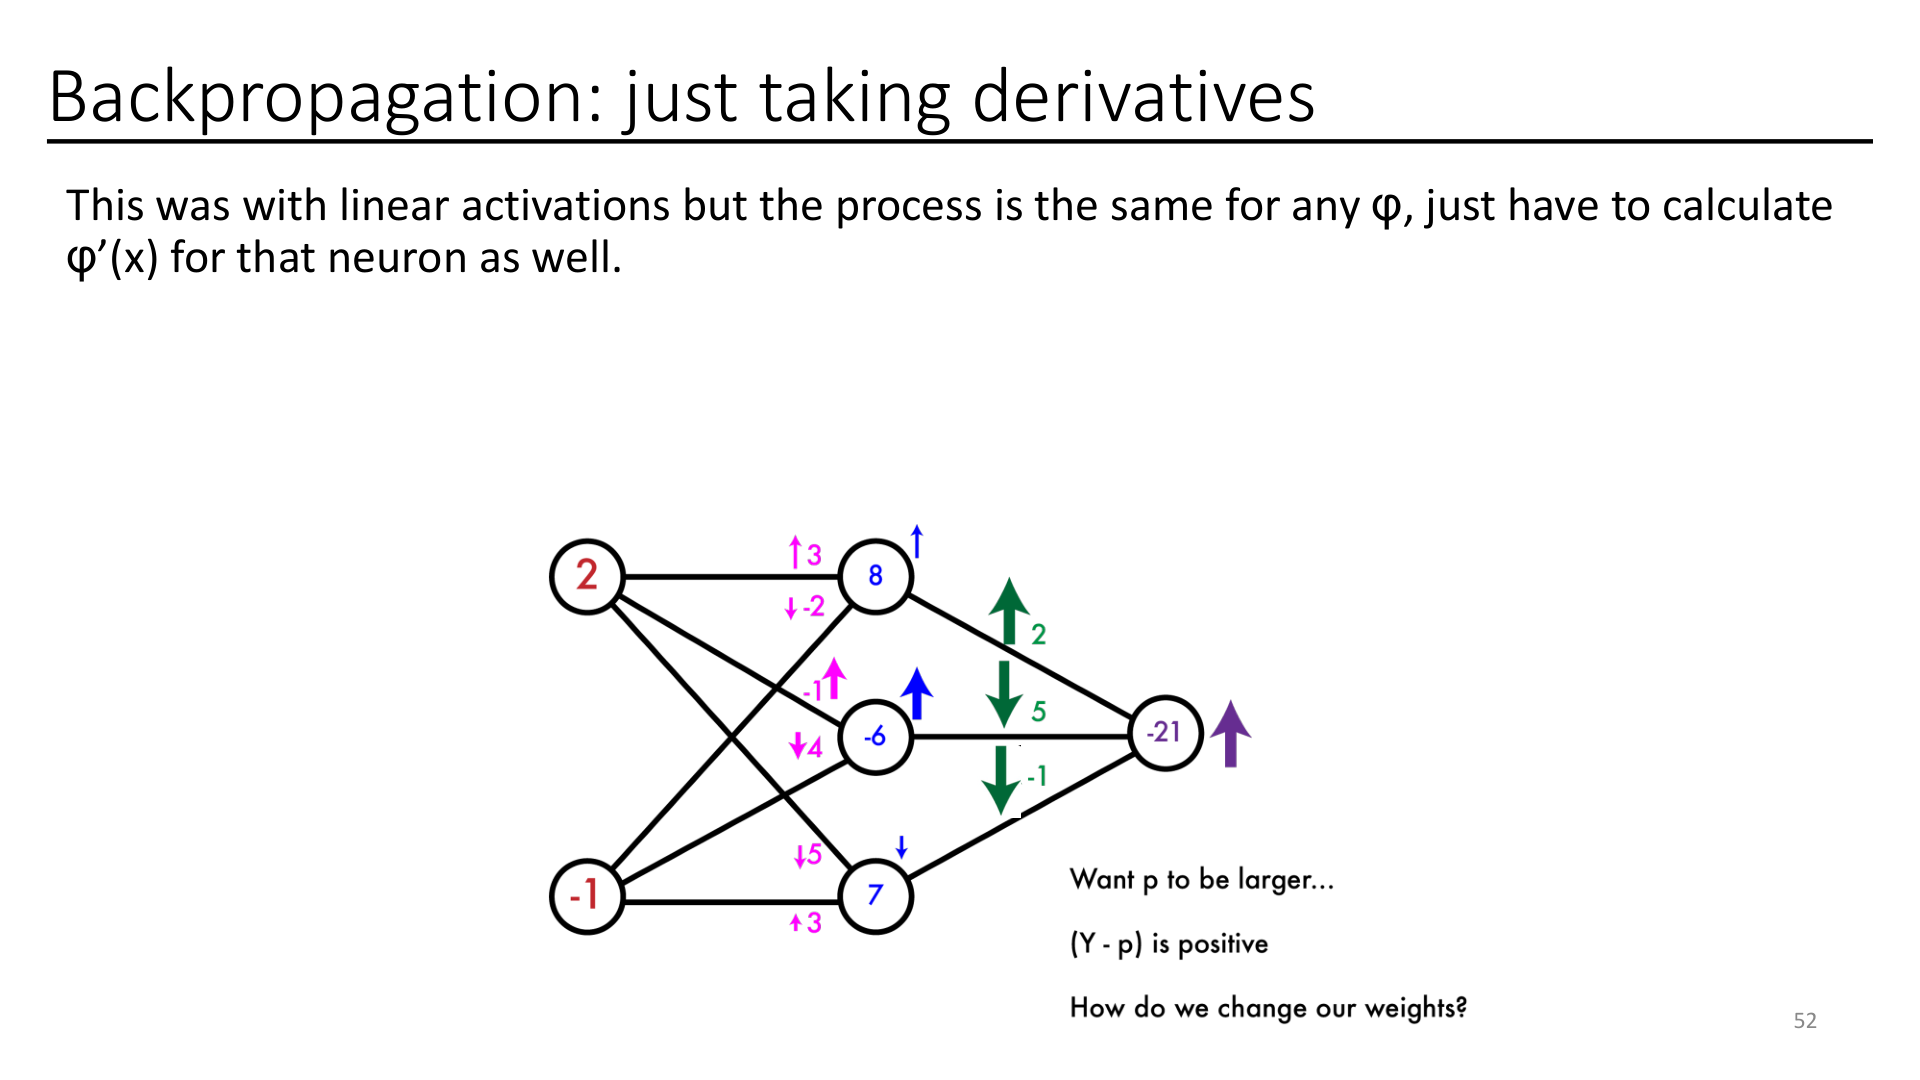 Backpropagation: just taking derivatives
This was with linear activations but the process is the same for any φ, just have to calculate
φ’(x) for that neuron as well.
2
3
8
-2
2
-1
5
-6
-21
4
-1
5
-1
7
3
Want p to be larger...
(Y - p) is positive
How do we change our weights?
52